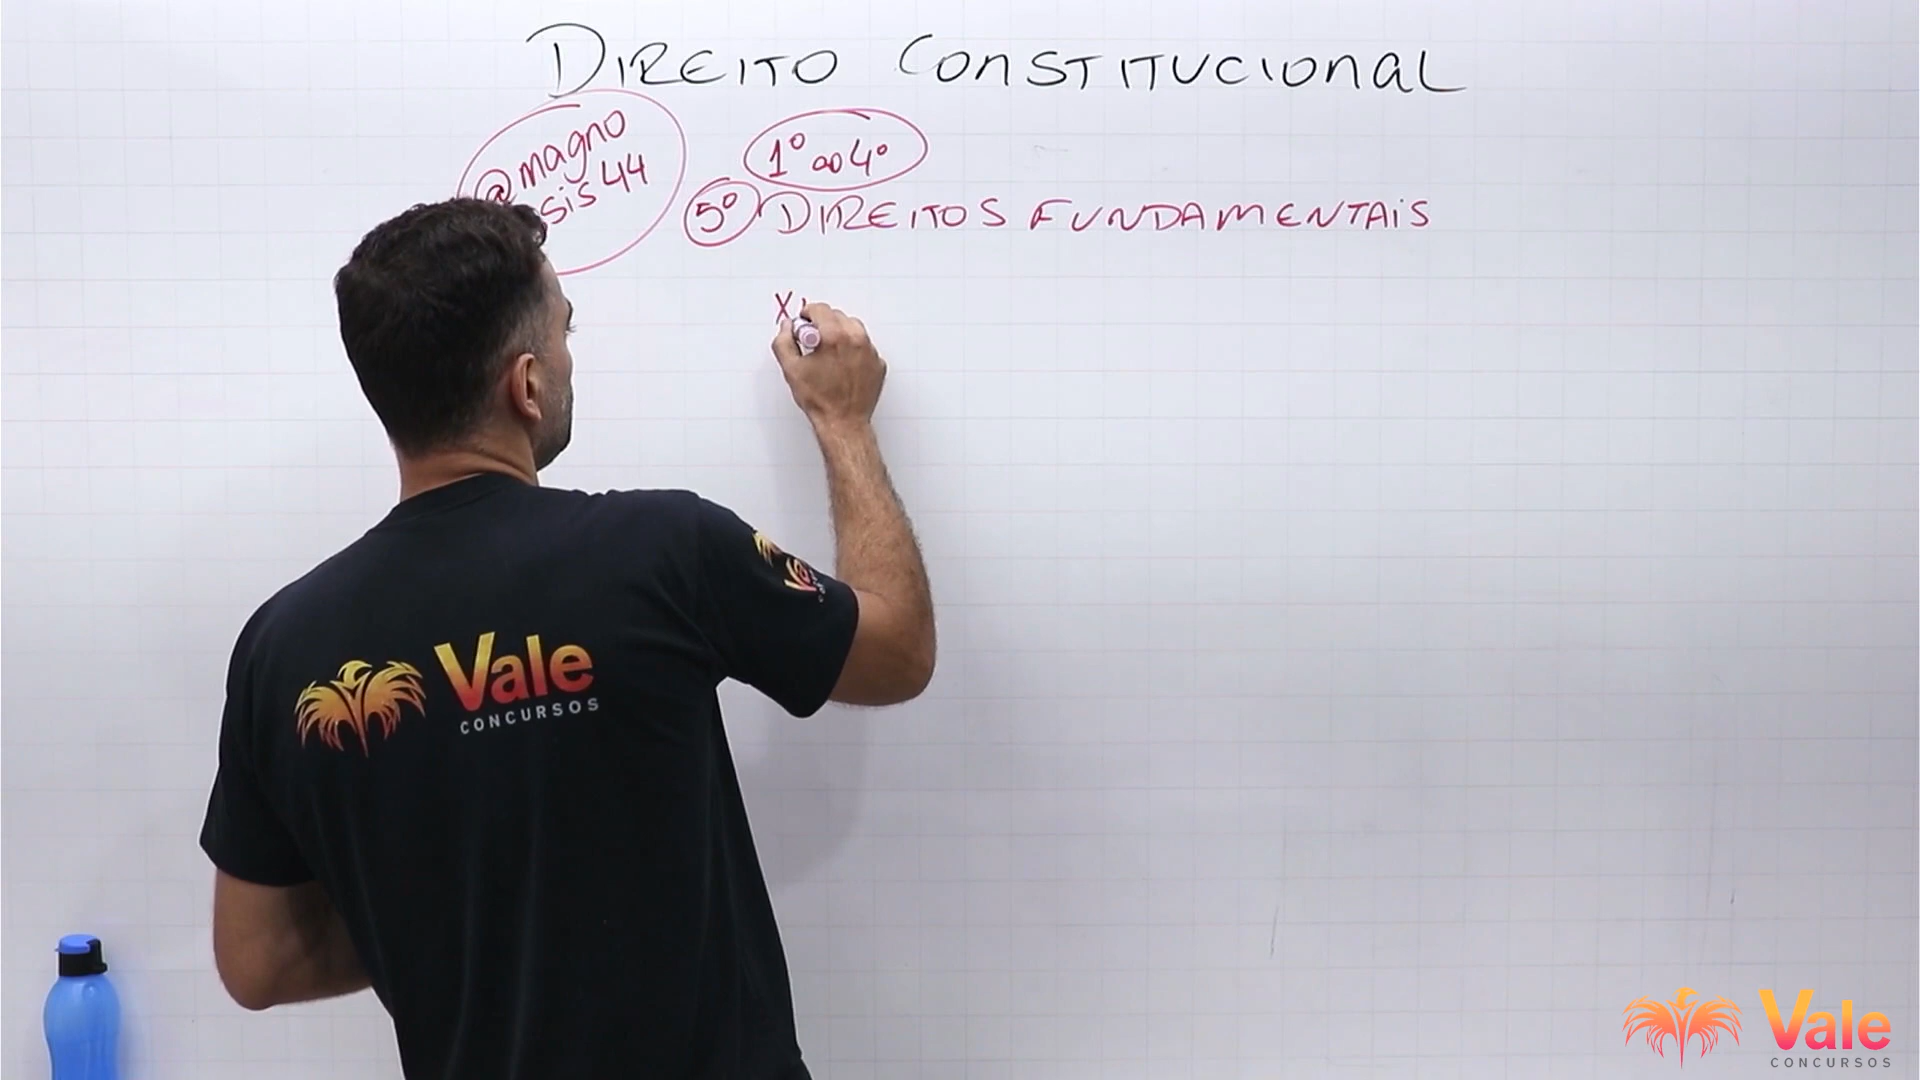 DIREITO CONSTITUCIONAL
@magno
sis44
1º ao 4º
5º DIREITOS FUNDAMENTAIS
X
Vale
CONCURSOS
Vale
CONCURSOS